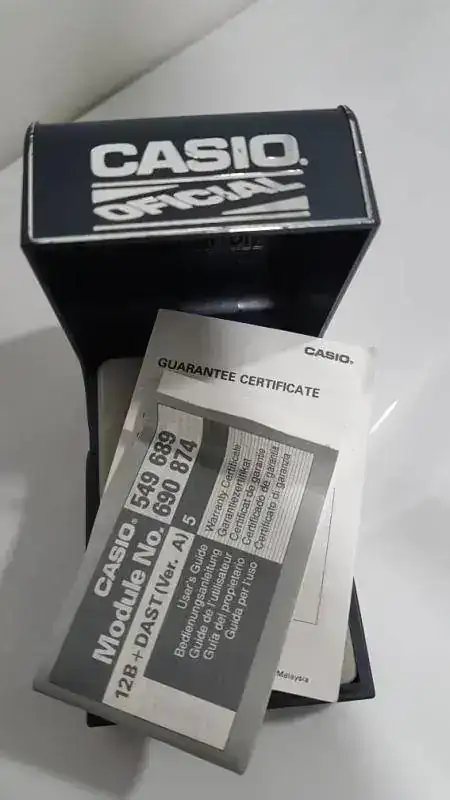 CASIO.
OFICIAL
CASIO.
GUARANTEE CERTIFICATE
CASIO.
Module No.
549 689
690 874
12B+DAST(Ver. A) 5
User's Guide
Bedienungsanleitung
Guide de l'utilisateur
Guía del propietario
Guida per l'uso
Warranty Certificate
Garantiezertifikat
Certificat de garantie
Certificado de garantía
Certificato di garanzia
Malaysia